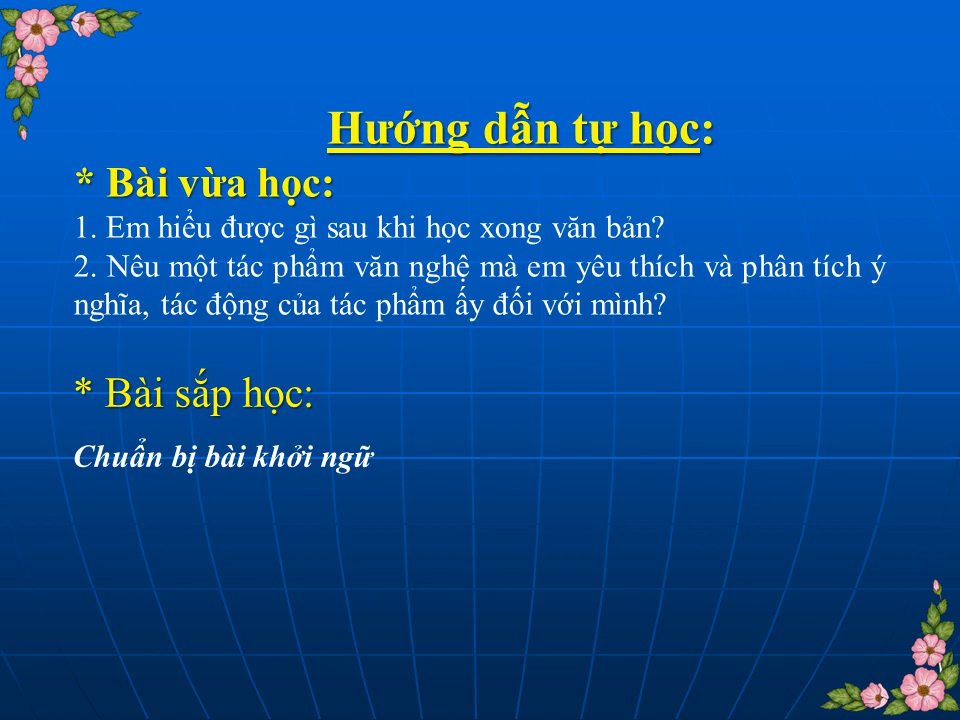 Hướng dẫn tự học:
* Bài vừa học:
1. Em hiểu được gì sau khi học xong văn bản?
2. Nêu một tác phẩm văn nghệ mà em yêu thích và phân tích ý
nghĩa, tác động của tác phẩm ấy đối với mình?
* Bài sắp học:
Chuẩn bị bài khởi ngữ